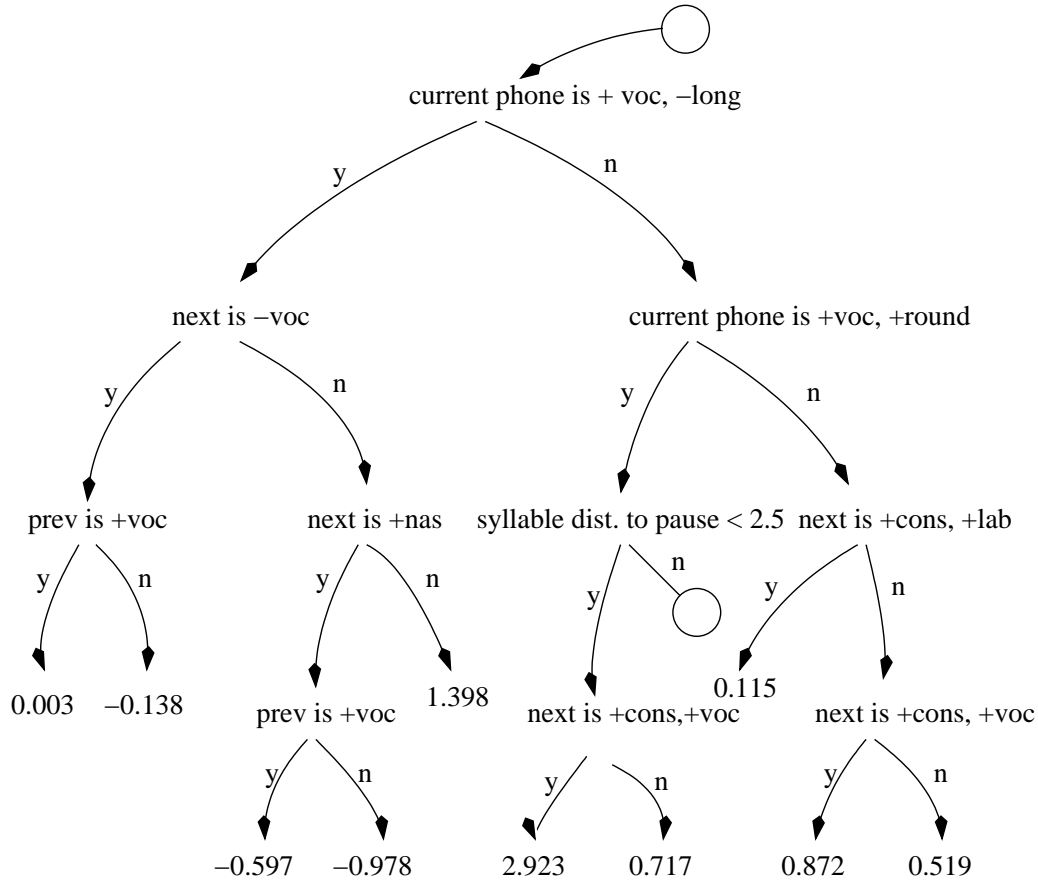 current phone is + voc, −long
y
n
next is −voc
current phone is +voc, +round
y
n
y
n
prev is +voc
next is +nas
syllable dist. to pause < 2.5
next is +cons, +lab
y
n
y
n
y
n
y
n
0.003
−0.138
1.398
0.115
prev is +voc
next is +cons,+voc
next is +cons, +voc
y
n
y
n
y
n
−0.597
−0.978
2.923
0.717
0.872
0.519